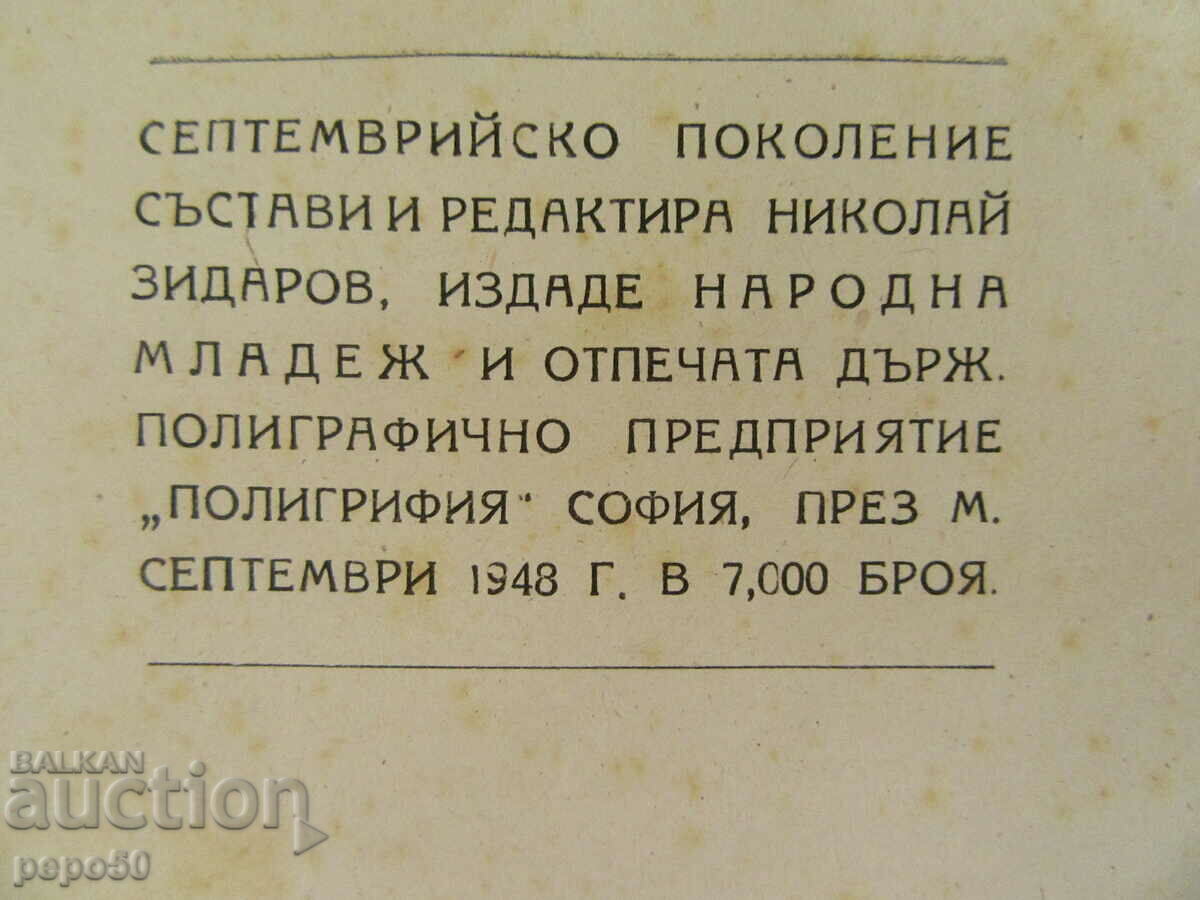 СЕПТЕМВРИЙСКО ПОКОЛЕНИЕ
СЪСТАВИ И РЕДАКТИРА НИКОЛАЙ
ЗИДАРОВ, ИЗДАДЕ НАРОДНА
МЛАДЕЖ И ОТПЕЧАТА ДЪРЖ.
ПОЛИГРАФИЧНО ПРЕДПРИЯТИЕ
„ПОЛИГРИФИЯ“ СОФИЯ, ПРЕЗ М.
СЕПТЕМВРИ 1948 Г. В 7,000 БРОЯ.
BALKAN
auction
pepo50